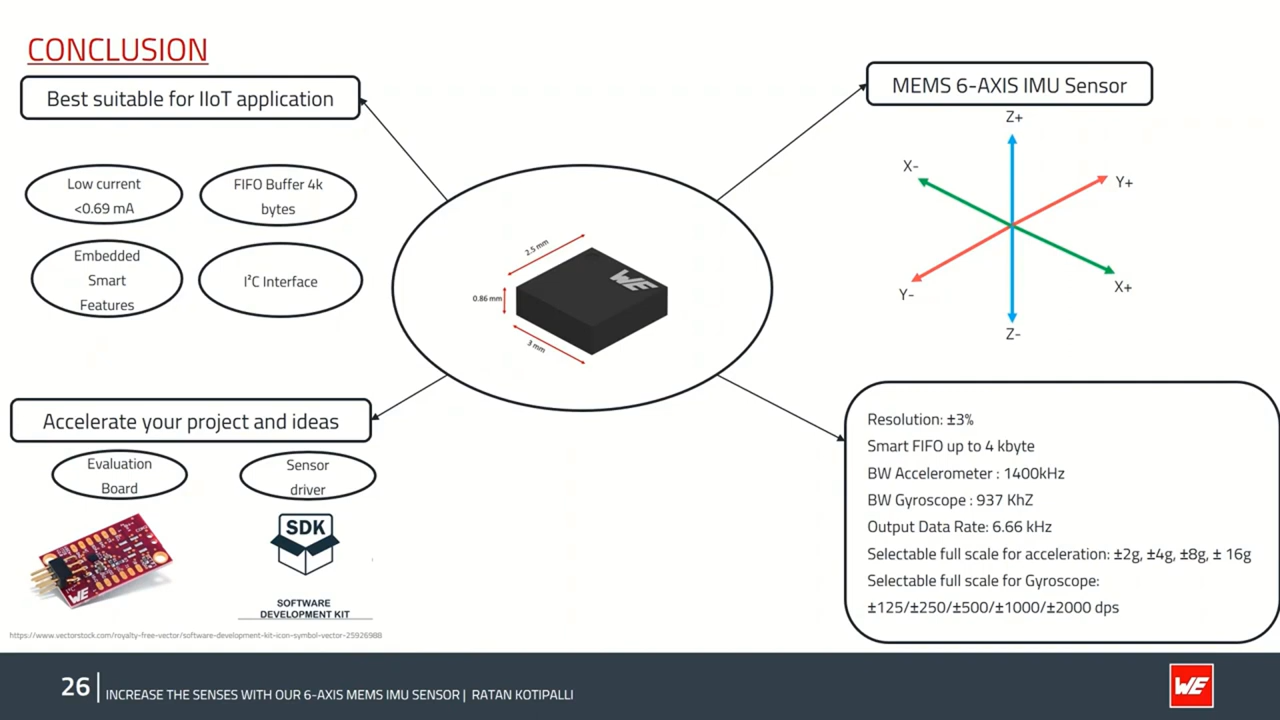 CONCLUSION
Best suitable for IIoT application
Low current
<0.69 mA
FIFO Buffer 4k
bytes
Embedded
Smart
Features
I²C Interface
Accelerate your project and ideas
Evaluation
Board
Sensor
driver
WE
SDK
SOFTWARE
DEVELOPMENT KIT
https://www.vectorstock.com/royalty-free-vector/software-development-kit-icon-symbol-vector-25926988
2.5 mm
WE
0.86 mm
3 mm
MEMS 6-AXIS IMU Sensor
Z+
X-
Y+
Y-
X+
Z-
Resolution: ±3%
Smart FIFO up to 4 kbyte
BW Accelerometer : 1400kHz
BW Gyroscope : 937 KhZ
Output Data Rate: 6.66 kHz
Selectable full scale for acceleration: ±2g, ±4g, ±8g, ± 16g
Selectable full scale for Gyroscope:
±125/±250/±500/±1000/±2000 dps
26
INCREASE THE SENSES WITH OUR 6-AXIS MEMS IMU SENSOR | RATAN KOTIPALLI
WE